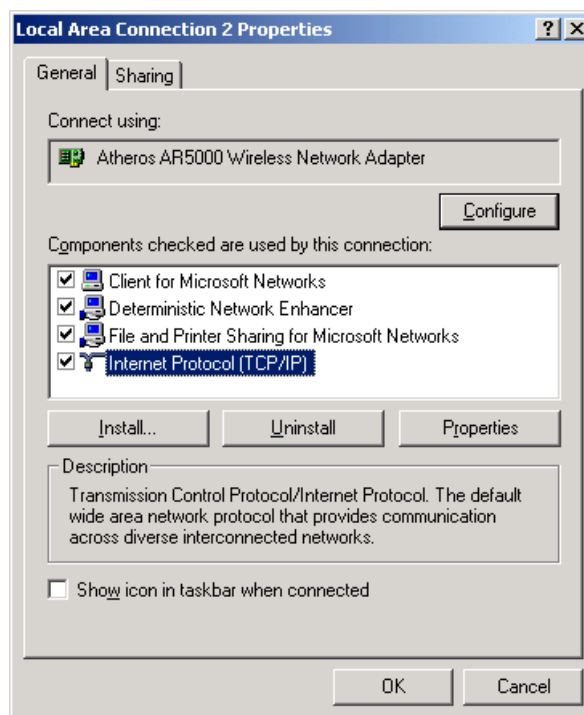 Local Area Connection 2 Properties
General Sharing
Connect using:
Atheros AR5000 Wireless Network Adapter
Configure
Components checked are used by this connection:
Client for Microsoft Networks
Deterministic Network Enhancer
File and Printer Sharing for Microsoft Networks
Internet Protocol (TCP/IP)
Install... Uninstall Properties
Description
Transmission Control Protocol/Internet Protocol. The default
wide area network protocol that provides communication
across diverse interconnected networks.
Show icon in taskbar when connected
OK Cancel